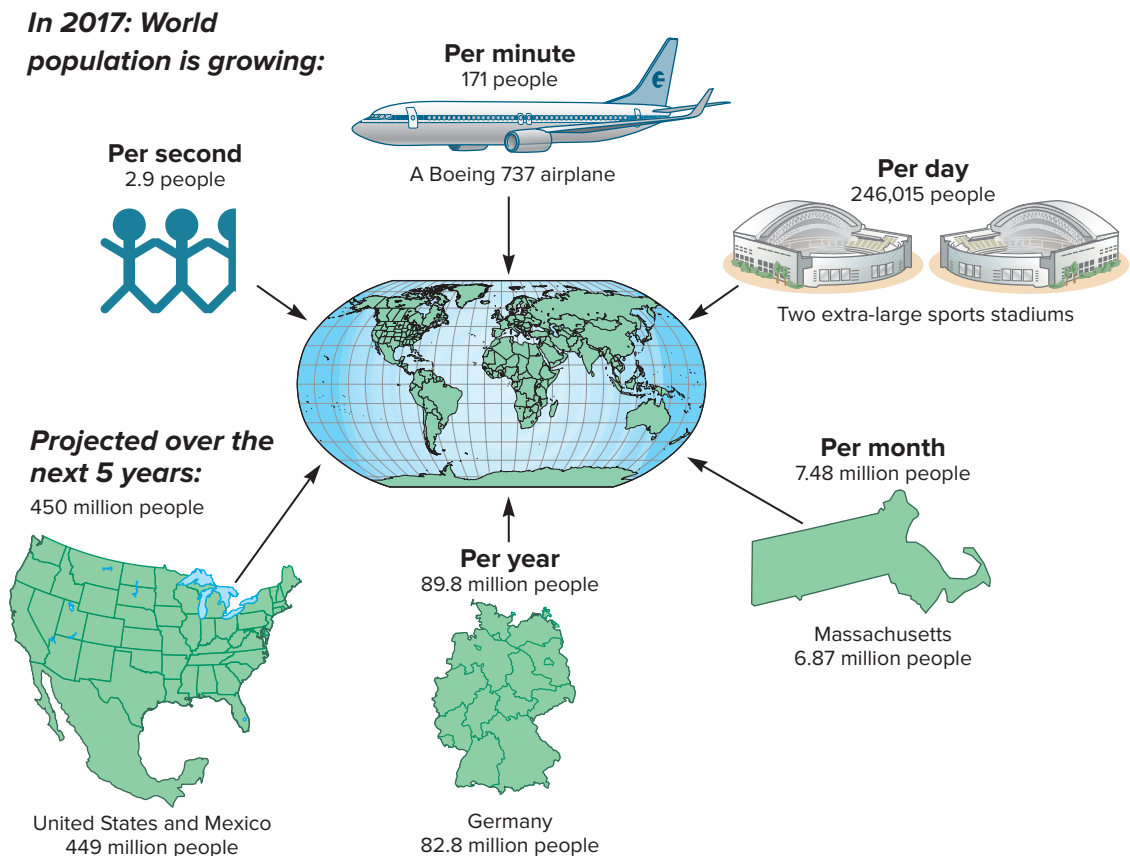 In 2017: World
population is growing:
Per minute
171 people
A Boeing 737 airplane
Per second
2.9 people
Per day
246,015 people
Two extra-large sports stadiums
Projected over the
next 5 years:
450 million people
United States and Mexico
449 million people
Per year
89.8 million people
Germany
82.8 million people
Per month
7.48 million people
Massachusetts
6.87 million people